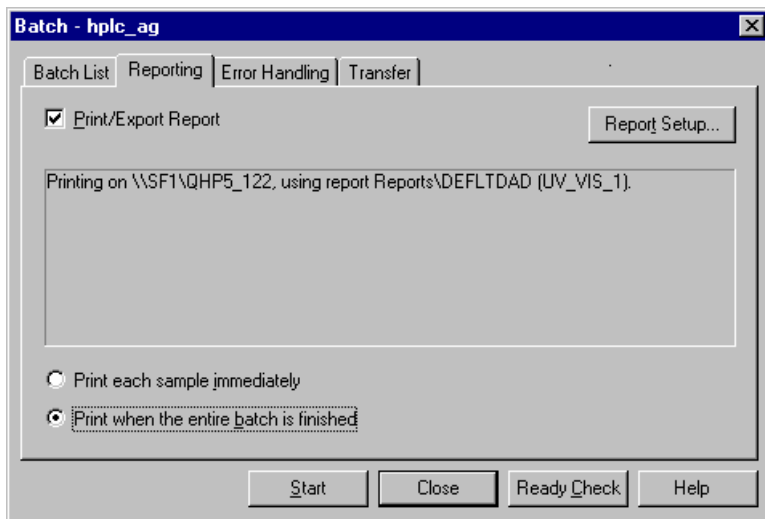 Batch - hplc_ag
Batch List Reporting Error Handling Transfer
Print/Export Report
Report Setup...
Printing on \\SF1\QHP5_122, using report Reports\DEFLTDAD (UV_VIS_1).
Print each sample immediately
Print when the entire batch is finished
Start Close Ready Check Help